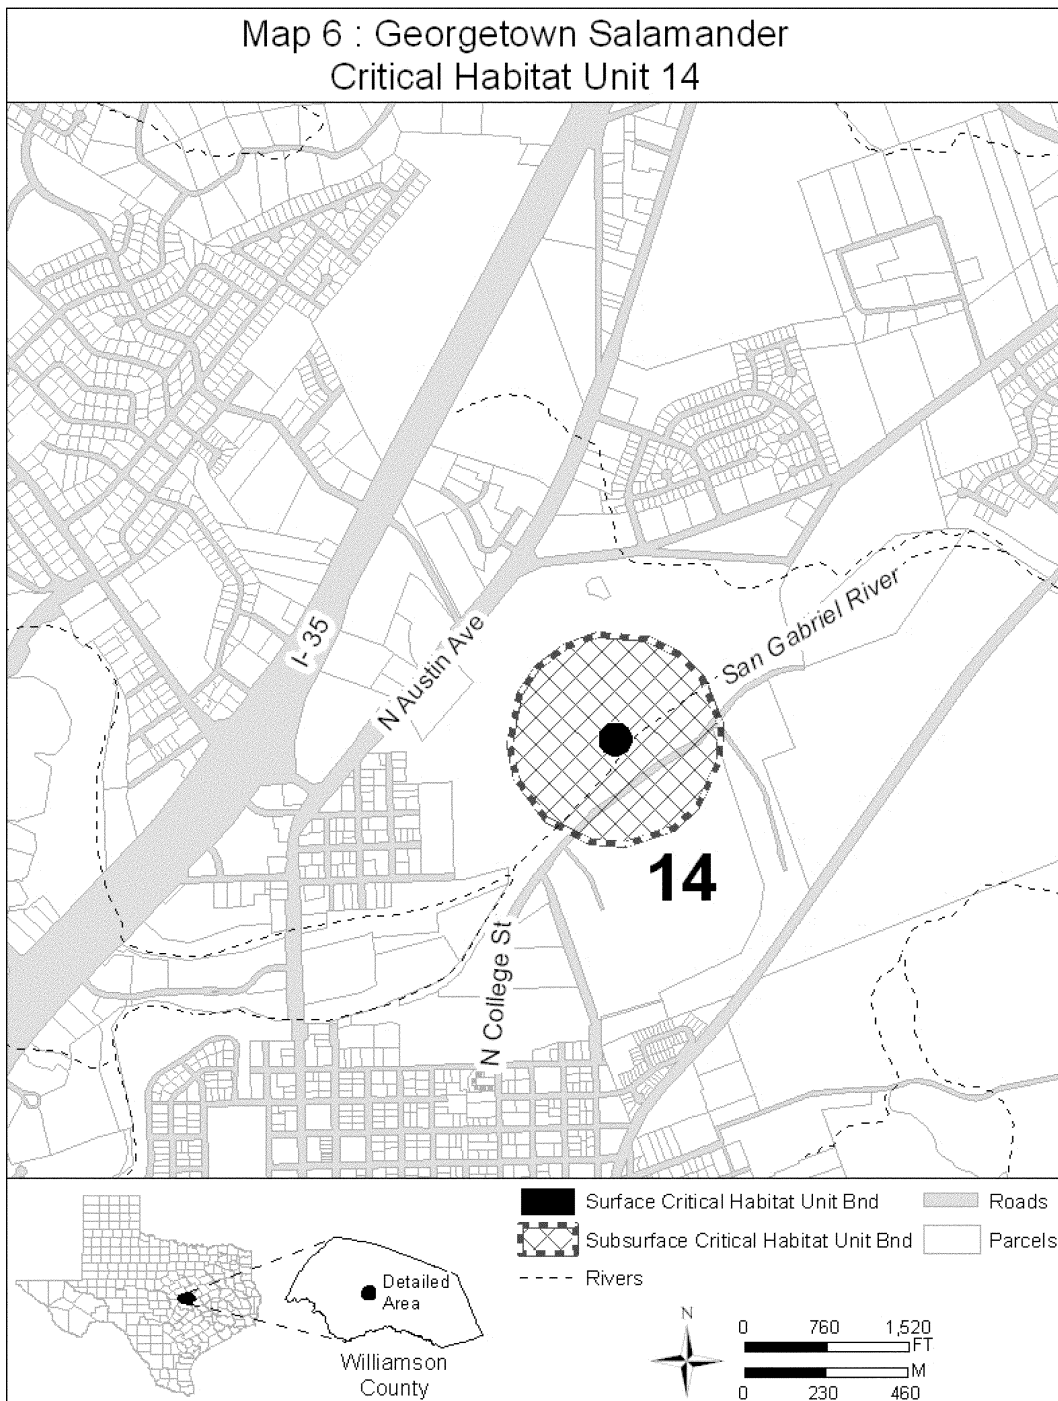 Map 6 : Georgetown Salamander
Critical Habitat Unit 14
I-35
N Austin Ave
San Gabriel River
14
N College St
Surface Critical Habitat Unit Bnd
Roads
Subsurface Critical Habitat Unit Bnd
Parcels
Rivers
Detailed
Area
Williamson
County
N
0 760 1,520
FT
M
0 230 460